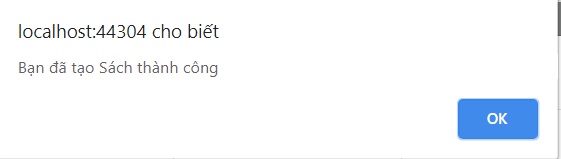 localhost:44304 cho biết
Bạn đã tạo Sách thành công
OK